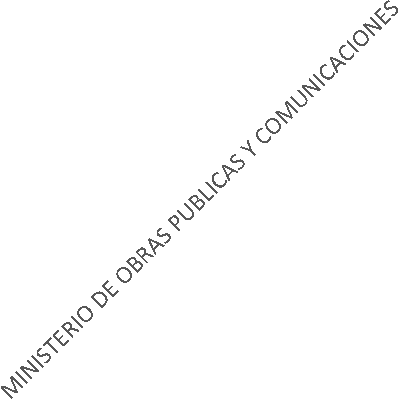 MINISTERIO DE OBRAS PUBLICAS Y COMUNICACIONES